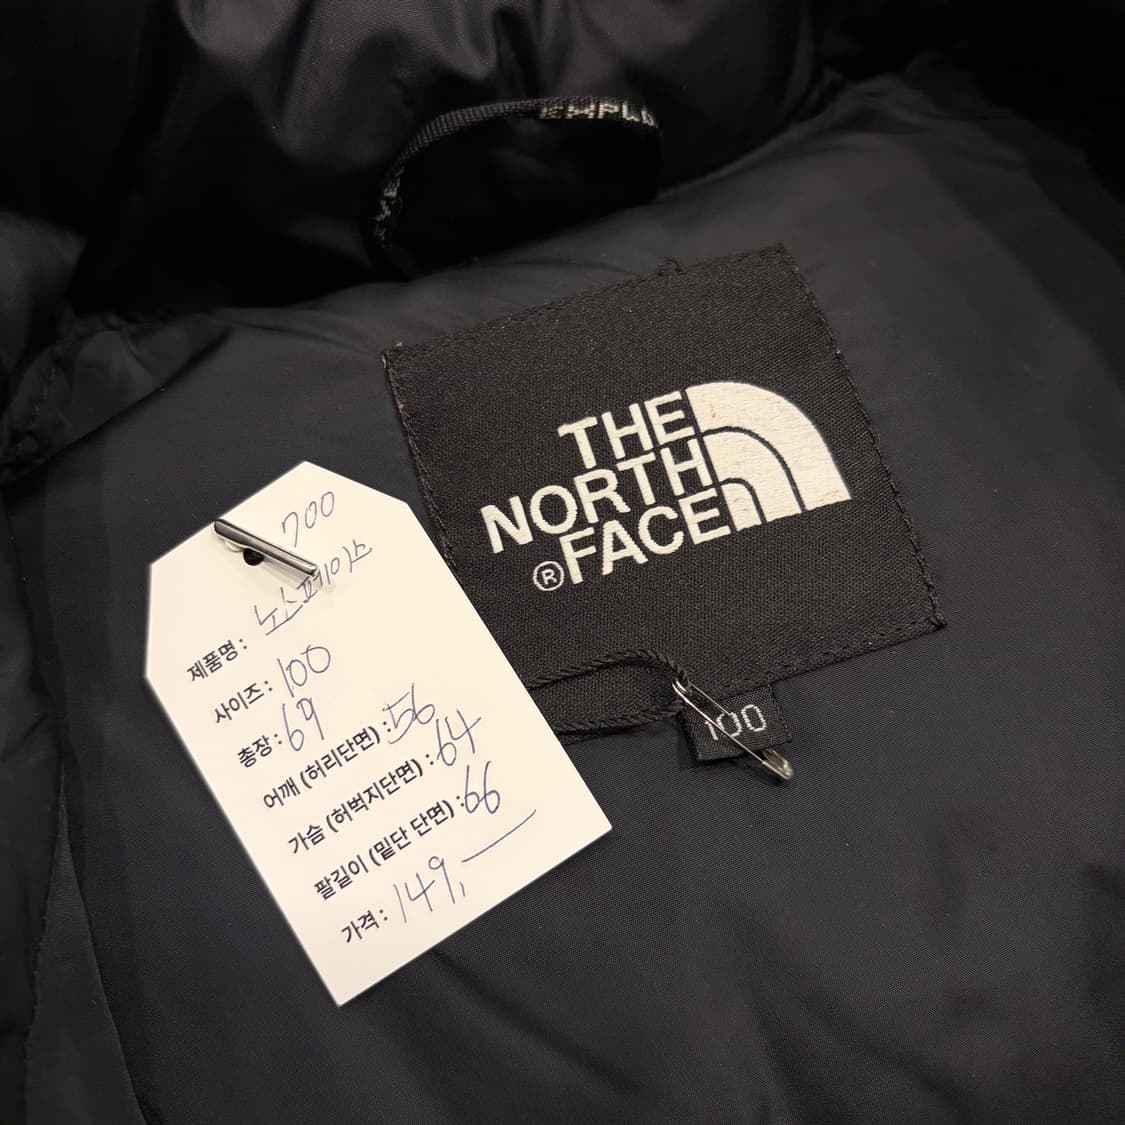 EXPL
THE
NORTH
FACE
®
100
700
제품명: 노스페이스
사이즈: 100
총장: 69
어깨 (허리단면) : 56
가슴 (허벅지단면) : 64
팔길이 (밑단 단면) : 66
가격 : 149,—